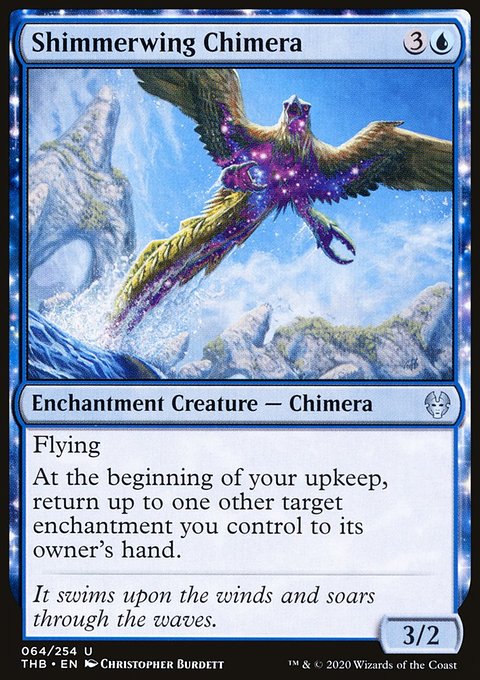 Shimmerwing Chimera 3
Enchantment Creature — Chimera
Flying
At the beginning of your upkeep,
return up to one other target
enchantment you control to its
owner's hand.
It swims upon the winds and soars
through the waves.
3/2
064/254 U
THB • EN Christopher Burdett
™ & © 2020 Wizards of the Coast